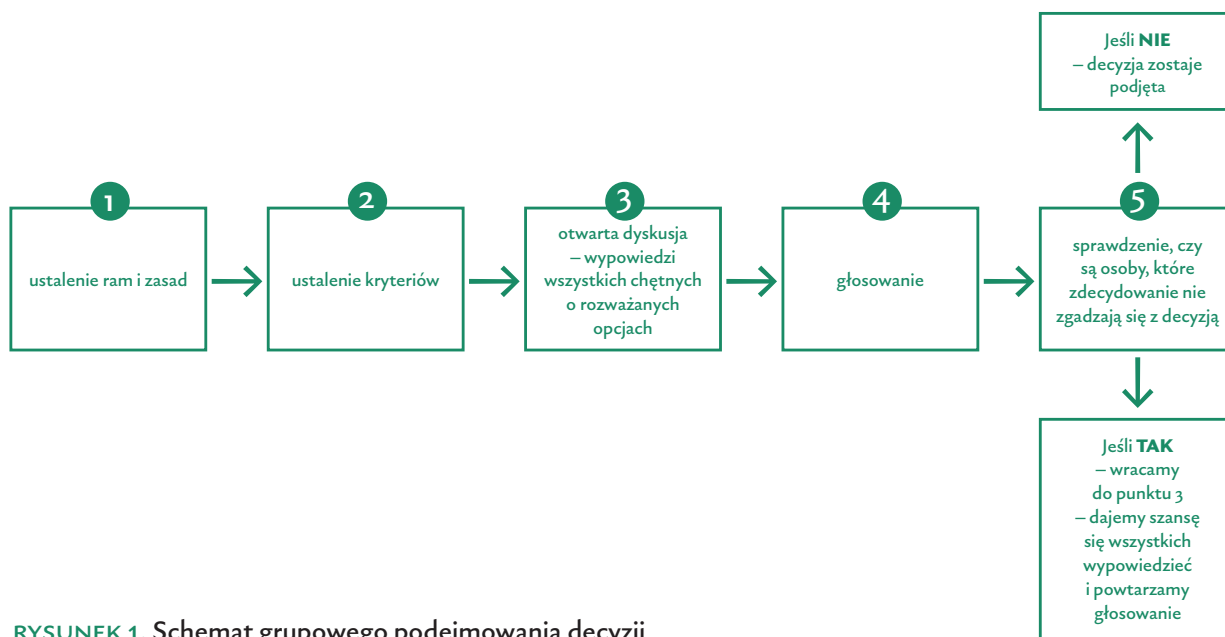 Jeśli NIE
– decyzja zostaje
podjęta
1
ustalenie ram i zasad
2
ustalenie kryteriów
3
otwarta dyskusja
– wypowiedzi
wszystkich chętnych
o rozważanych
opcjach
4
głosowanie
5
sprawdzenie, czy
są osoby, które
zdecydowanie nie
zgadzają się z decyzją
Jeśli TAK
– wracamy
do punktu 3
– dajemy szansę
się wszystkich
wypowiedzieć
i powtarzamy
głosowanie
RYSUNEK 1. Schemat grupowego podejmowania decyzji